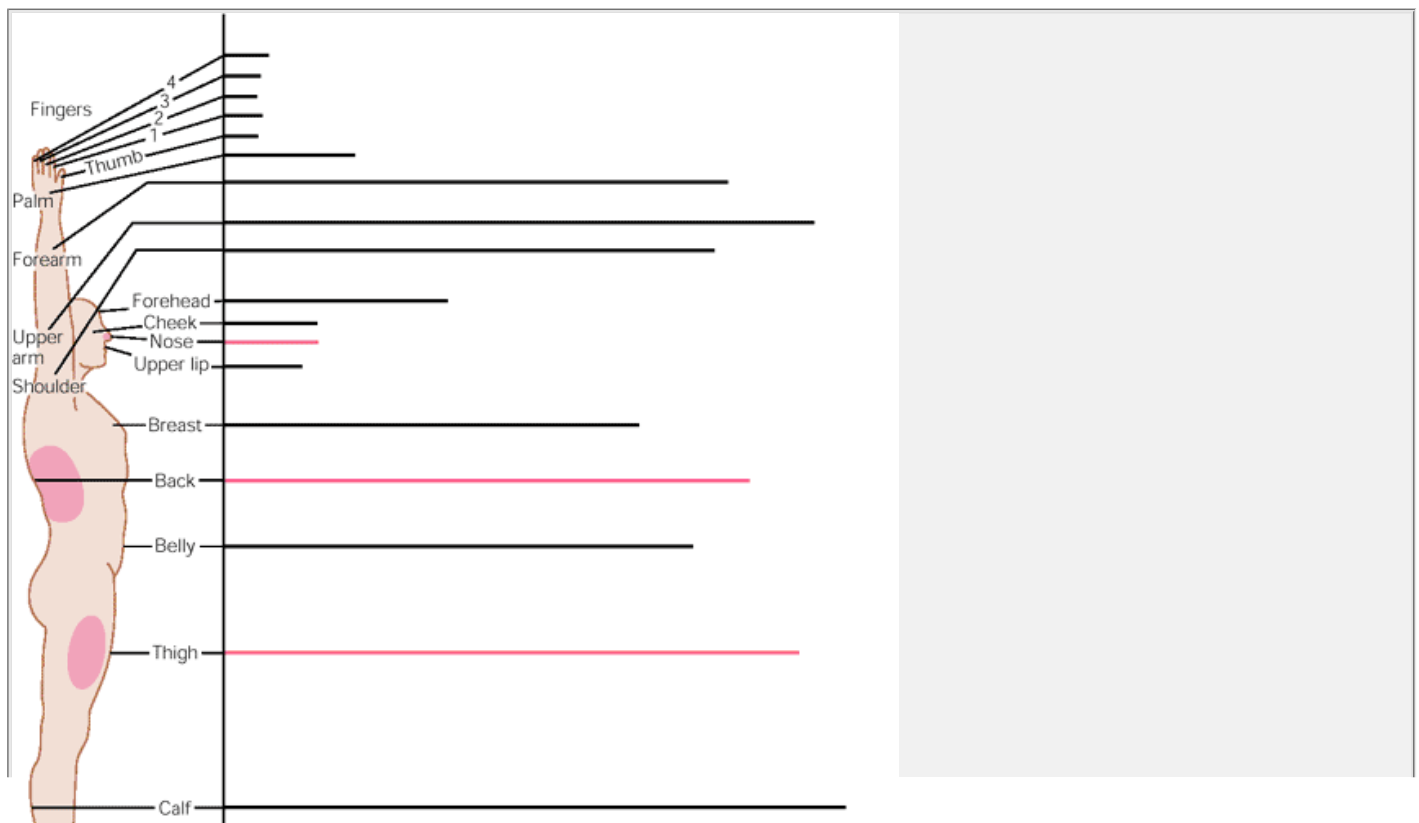 4
3
Fingers
2
1
Thumb
Palm
Forearm
Forehead
Cheek
Upper
arm
Nose
Upper lip
Shoulder
Breast
Back
Belly
Thigh
Calf